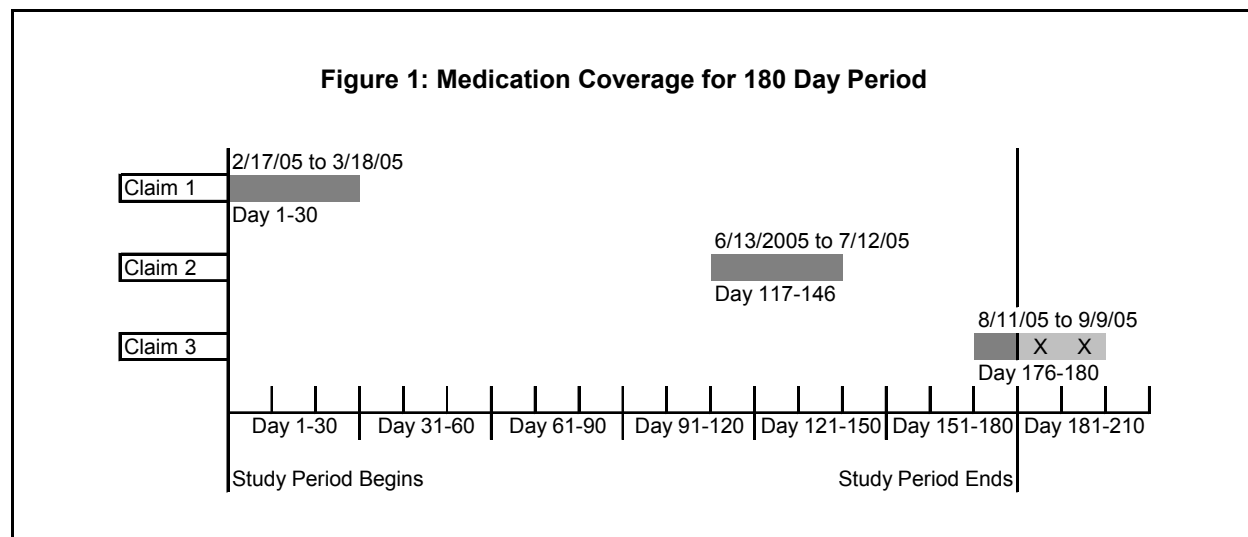 Figure 1: Medication Coverage for 180 Day Period
2/17/05 to 3/18/05
Claim 1
Day 1-30
6/13/2005 to 7/12/05
Claim 2
Day 117-146
8/11/05 to 9/9/05
Claim 3
X X
Day 176-180
Day 1-30 Day 31-60 Day 61-90 Day 91-120 Day 121-150 Day 151-180 Day 181-210
Study Period Begins Study Period Ends